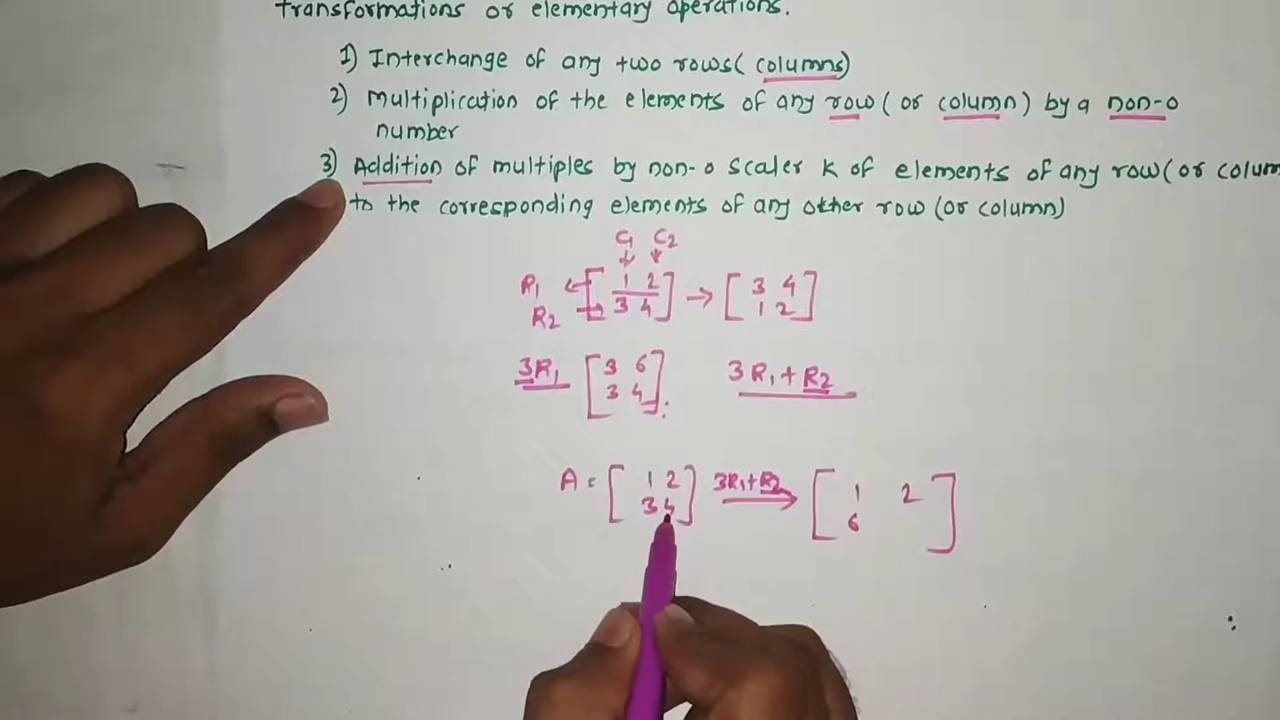 transformations or elementary operations.
1) Interchange of any two rows( columns)
2) Multiplication of the elements of any row ( or column ) by a non-0
number
3) Addition of multiples by non-0 scaler K of elements of any row ( or colum
to the corresponding elements of any other row (or column)
C1 C2
R1 ← [ 1 2 ] → [ 3 4 ]
R2 → [ 3 4 ] [ 1 2 ]
3R1 [ 3 6 ] 3R1 + R2
[ 3 4 ]
A = [ 1 2 ] 3R1+R2 → [ 1 2 ]
[ 3 4 ] [ 6 ]